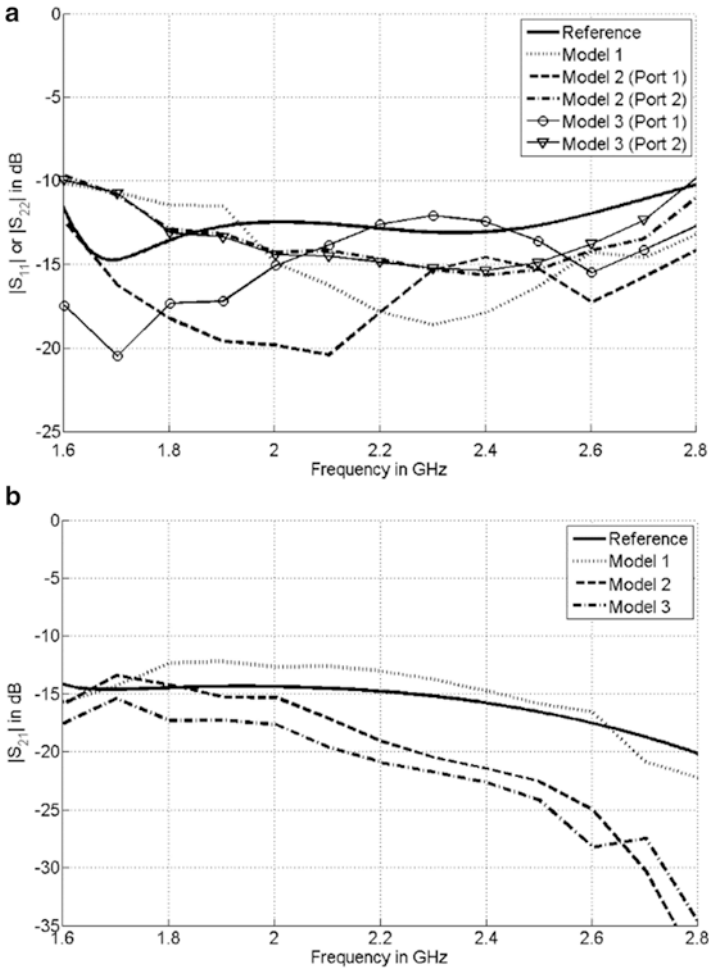 a
0
-5
-10
-15
-20
-25
|S11| or |S22| in dB
1.6
1.8
2
2.2
2.4
2.6
2.8
Frequency in GHz
Reference
Model 1
Model 2 (Port 1)
Model 2 (Port 2)
Model 3 (Port 1)
Model 3 (Port 2)
b
0
-5
-10
-15
-20
-25
-30
-35
|S21| in dB
1.6
1.8
2
2.2
2.4
2.6
2.8
Frequency in GHz
Reference
Model 1
Model 2
Model 3